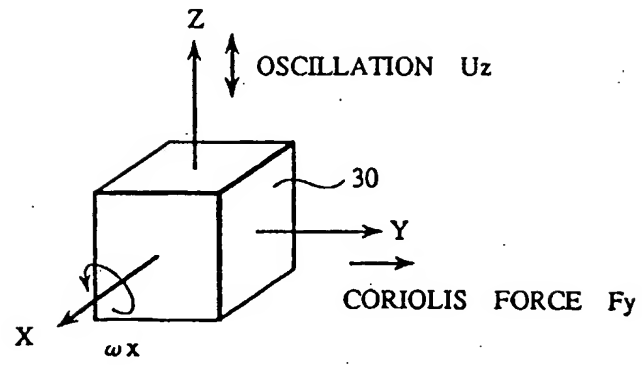 Z
OSCILLATION Uz
30
Y
CORIOLIS FORCE Fy
X
ωx